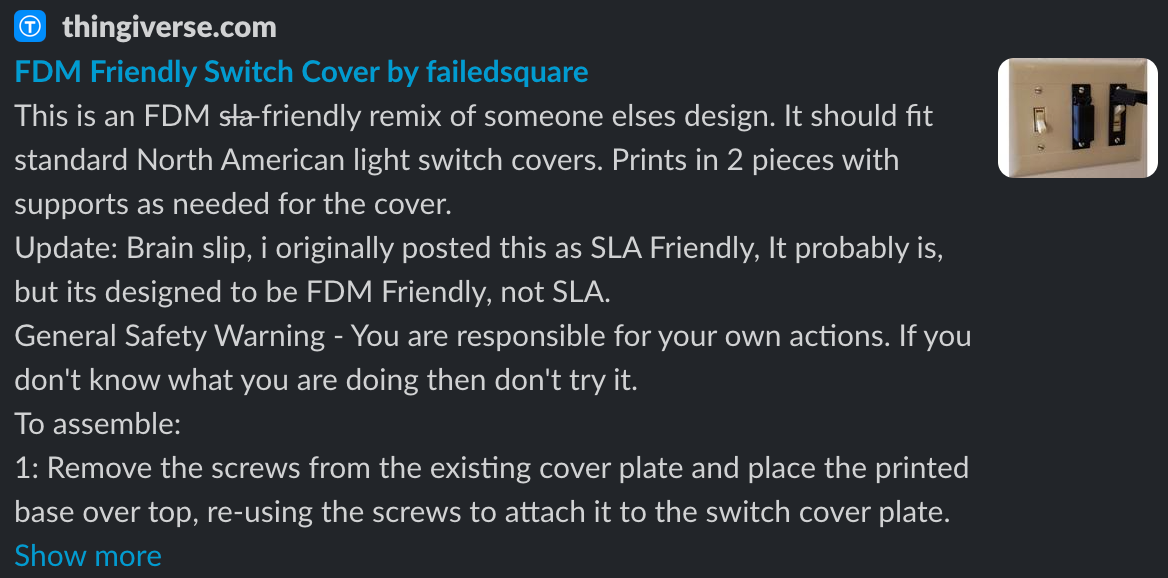 thingiverse.com
FDM Friendly Switch Cover by failedsquare
This is an FDM sla friendly remix of someone elses design. It should fit
standard North American light switch covers. Prints in 2 pieces with
supports as needed for the cover.
Update: Brain slip, i originally posted this as SLA Friendly, It probably is,
but its designed to be FDM Friendly, not SLA.
General Safety Warning - You are responsible for your own actions. If you
don't know what you are doing then don't try it.
To assemble:
1: Remove the screws from the existing cover plate and place the printed
base over top, re-using the screws to attach it to the switch cover plate.
Show more